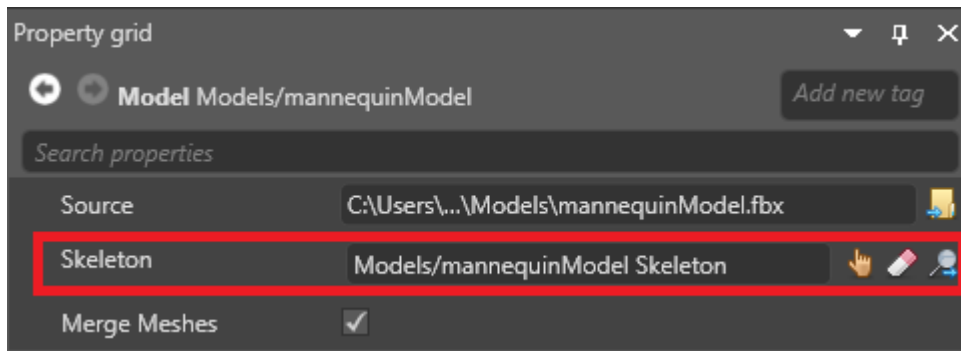 Property grid
Model Models/mannequinModel
Add new tag
Search properties
Source C:\Users\...\Models\mannequinModel.fbx
Skeleton Models/mannequinModel Skeleton
Merge Meshes